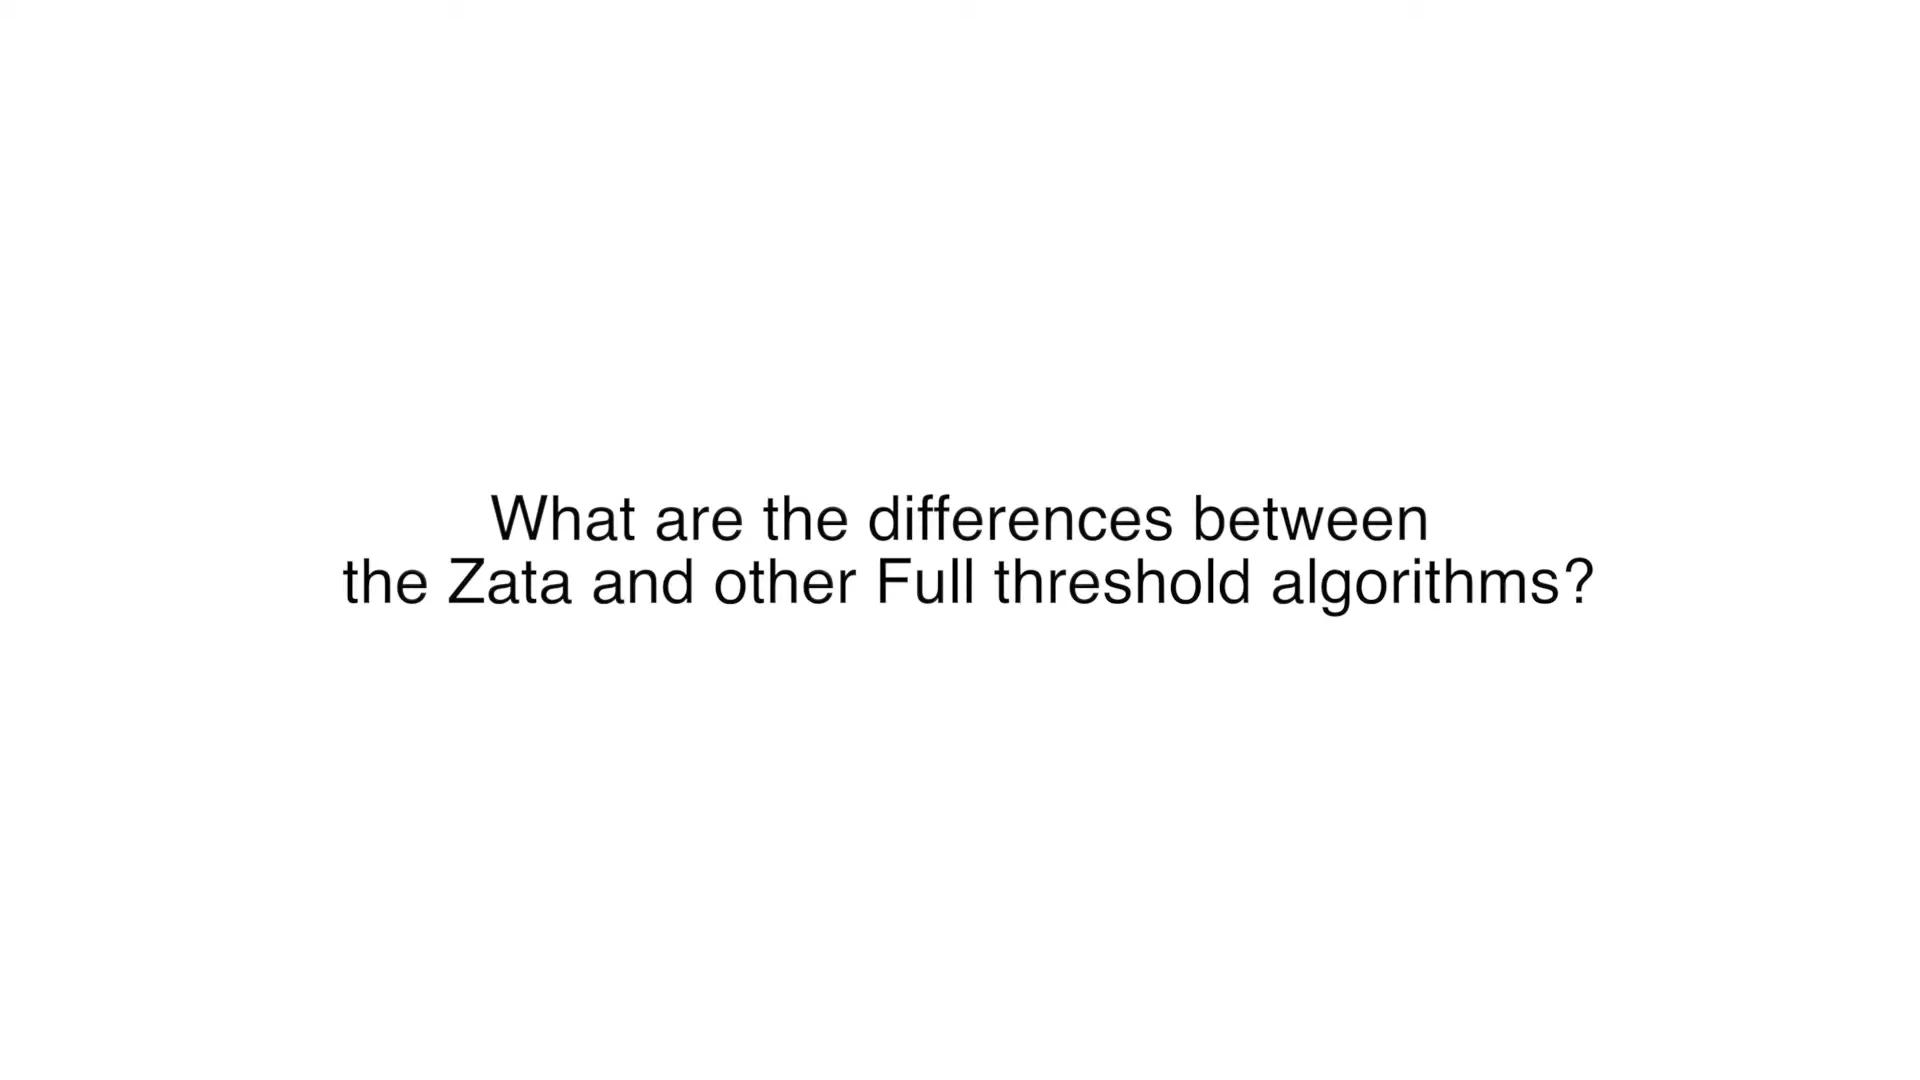 What are the differences between
the Zata and other Full threshold algorithms?